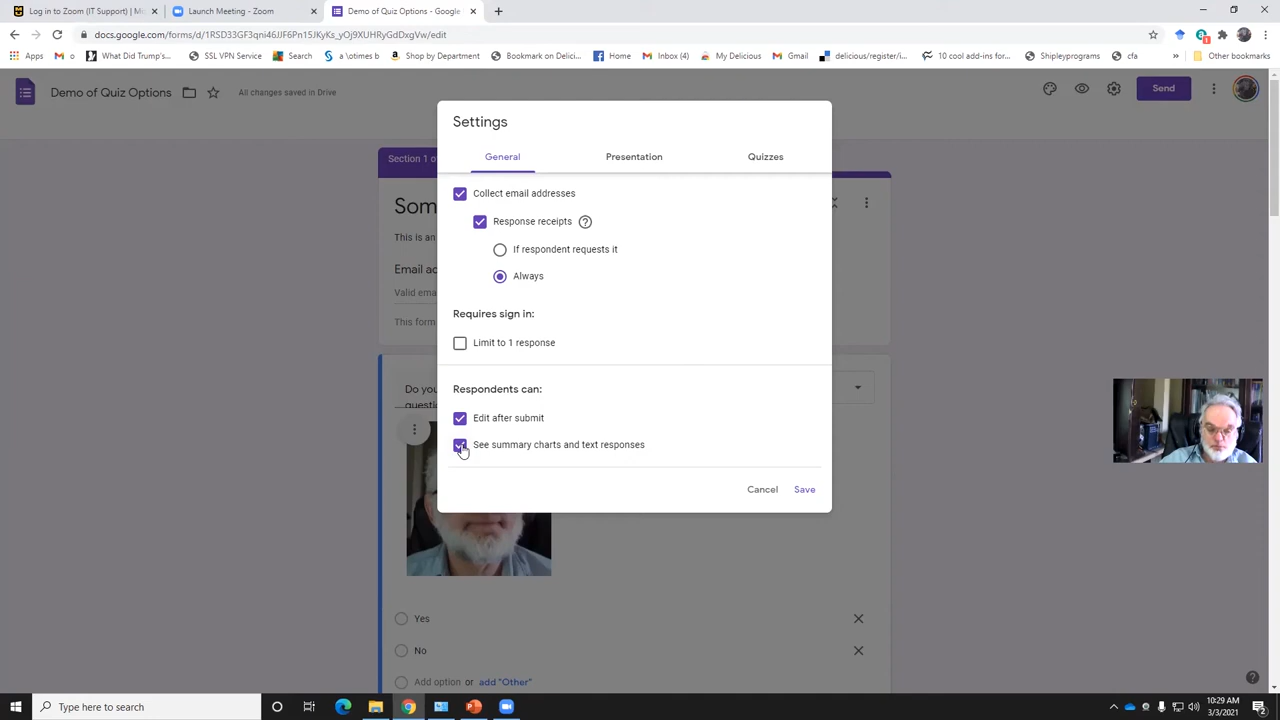 Log in to Zoom (IT Support) | Mi
Launch Meeting - Zoom
Demo of Quiz Options - Google
docs.google.com/forms/d/1RSD33GF3qni46JJF6Pn15JKyKs_yOj9XUHRyGdDxgVw/edit
Apps
o
What Did Trump's...
SSL VPN Service
Search
a \otimes b
Shop by Department
Bookmark on Delici...
Home
Inbox (4)
My Delicious
Gmail
delicious/register/i...
10 cool add-ins for...
Shipleyprograms
cfa
»
Other bookmarks
Demo of Quiz Options
All changes saved in Drive
Send
Settings
General
Presentation
Quizzes
Section 1 o
Som
This is an
Email ad
Valid ema
This form
Collect email addresses
Response receipts
If respondent requests it
Always
Requires sign in:
Limit to 1 response
Respondents can:
Edit after submit
See summary charts and text responses
Cancel
Save
Do you
question
Yes
No
Add option or add "Other"
Type here to search
10:29 AM
3/3/2021
2